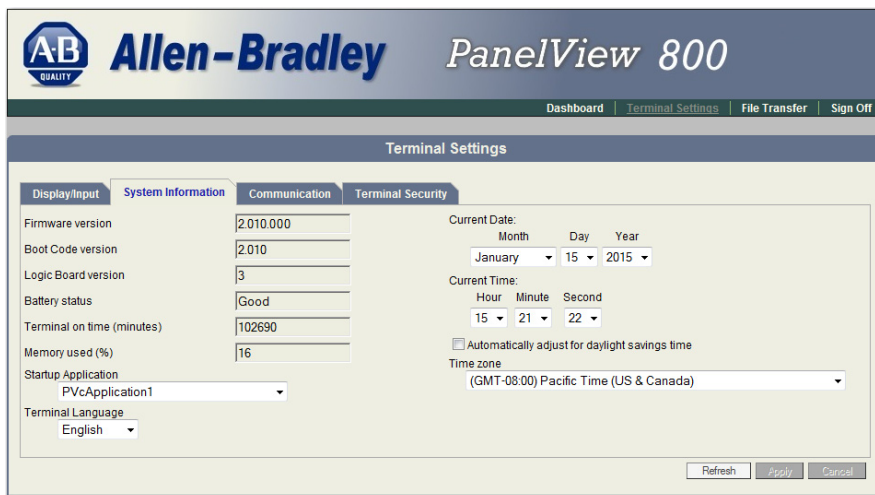 A·B
QUALITY
Allen-Bradley
PanelView 800
Dashboard | Terminal Settings | File Transfer | Sign Off
Terminal Settings
Display/Input
System Information
Communication
Terminal Security
Firmware version 2.010.000
Boot Code version 2.010
Logic Board version 3
Battery status Good
Terminal on time (minutes) 102690
Memory used (%) 16
Startup Application
PVcApplication1
Terminal Language
English
Current Date:
Month Day Year
January 15 2015
Current Time:
Hour Minute Second
15 21 22
Automatically adjust for daylight savings time
Time zone
(GMT-08:00) Pacific Time (US & Canada)
Refresh Apply Cancel